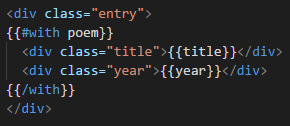 <div class="entry">
{{#with poem}}
  <div class="title">{{title}}</div>
  <div class="year">{{year}}</div>
{{/with}}
</div>